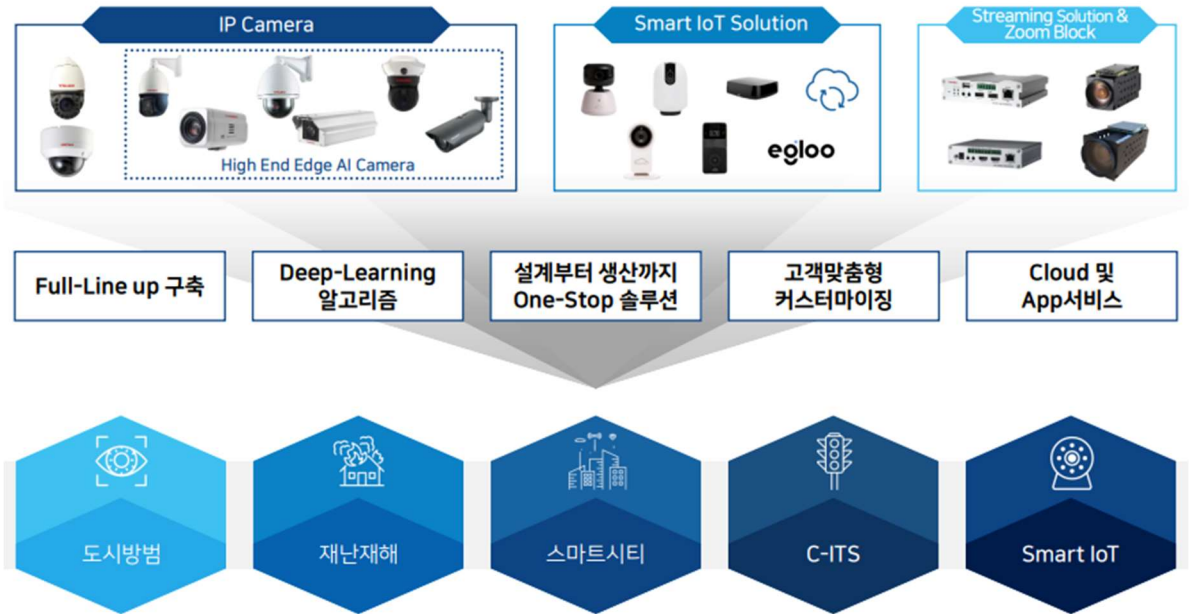 IP Camera
High End Edge AI Camera
Smart IoT Solution
egloo
Streaming Solution &
Zoom Block
Full-Line up 구축
Deep-Learning
알고리즘
설계부터 생산까지
One-Stop 솔루션
고객맞춤형
커스터마이징
Cloud 및
App서비스
도시방범
재난재해
스마트시티
C-ITS
Smart IoT